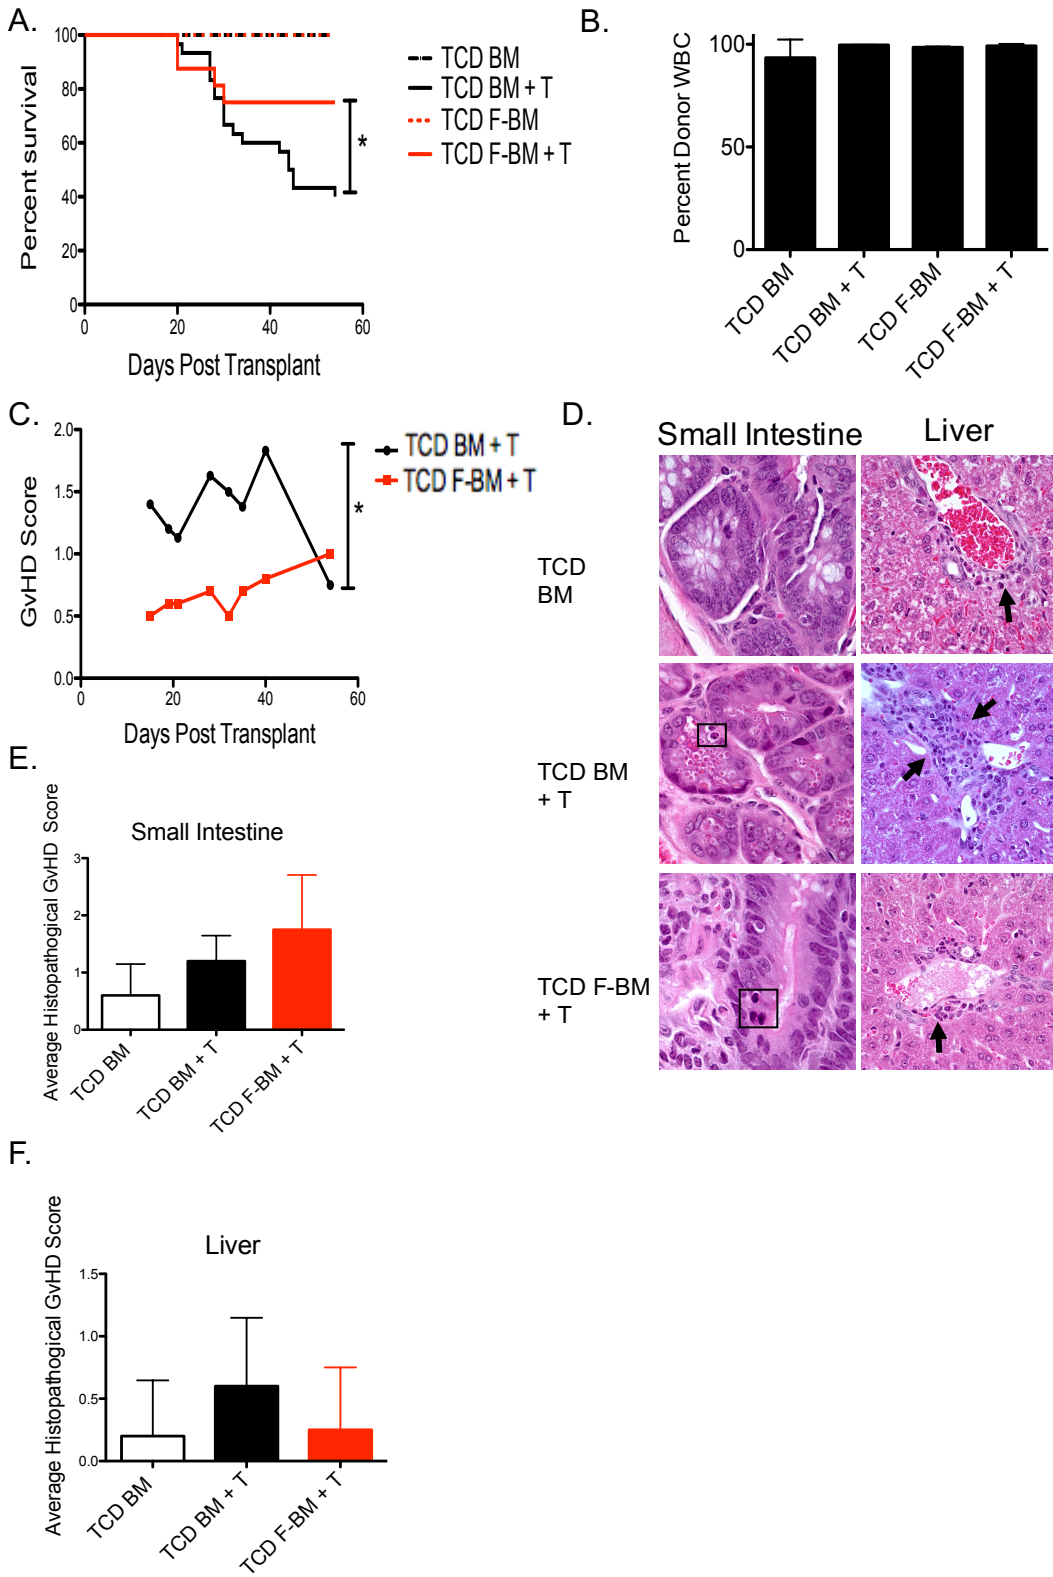 A.
Percent survival
100
80
60
40
20
0
0 20 40 60
Days Post Transplant
TCD BM
TCD BM + T
TCD F-BM
TCD F-BM + T
*
B.
Percent Donor WBC
100
50
0
TCD BM
TCD BM + T
TCD F-BM
TCD F-BM + T
C.
GvHD Score
2.0
1.5
1.0
0.5
0.0
0 20 40 60
Days Post Transplant
TCD BM + T
TCD F-BM + T
*
D.
Small Intestine Liver
TCD
BM
TCD BM
+ T
TCD F-BM
+ T
E.
Average Histopathogical GvHD Score
Small Intestine
3
2
1
0
TCD BM
TCD BM + T
TCD F-BM + T
F.
Average Histopathogical GvHD Score
Liver
1.5
1.0
0.5
0.0
TCD BM
TCD BM + T
TCD F-BM + T